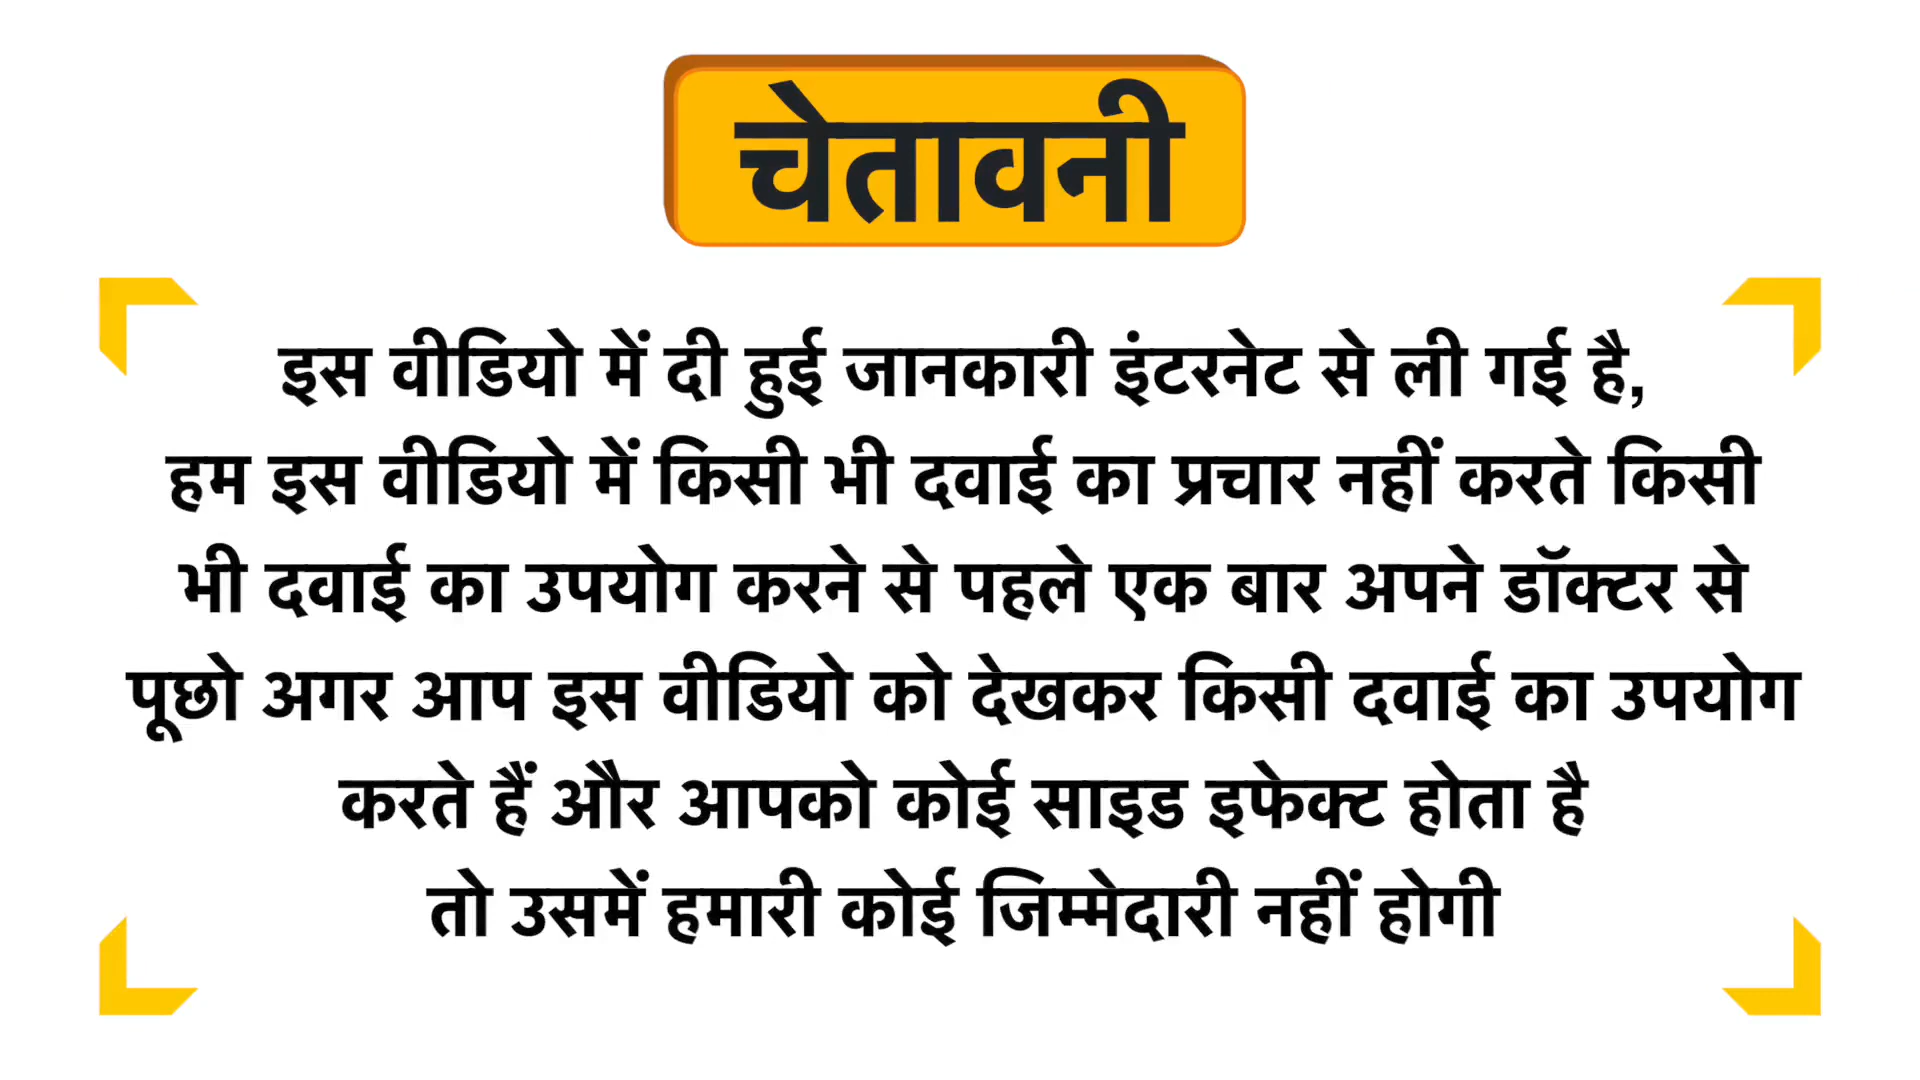 चेतावनी
इस वीडियो में दी हुई जानकारी इंटरनेट से ली गई है,
हम इस वीडियो में किसी भी दवाई का प्रचार नहीं करते किसी
भी दवाई का उपयोग करने से पहले एक बार अपने डॉक्टर से
पूछो अगर आप इस वीडियो को देखकर किसी दवाई का उपयोग
करते हैं और आपको कोई साइड इफेक्ट होता है
तो उसमें हमारी कोई जिम्मेदारी नहीं होगी